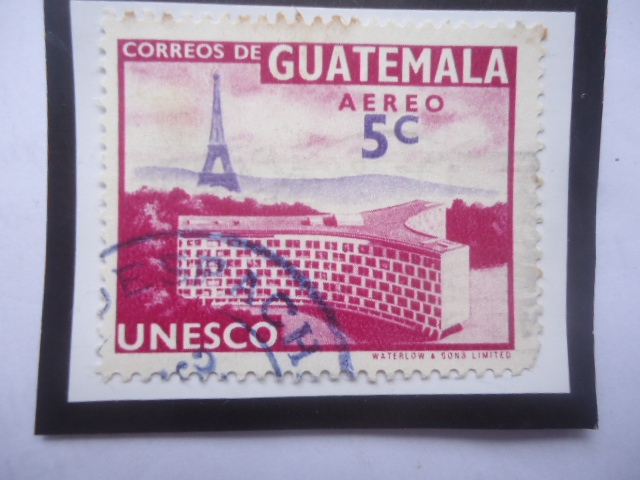 CORREOS DE GUATEMALA
AEREO
5C
UNESCO
WATERLOW & SONS LIMITED